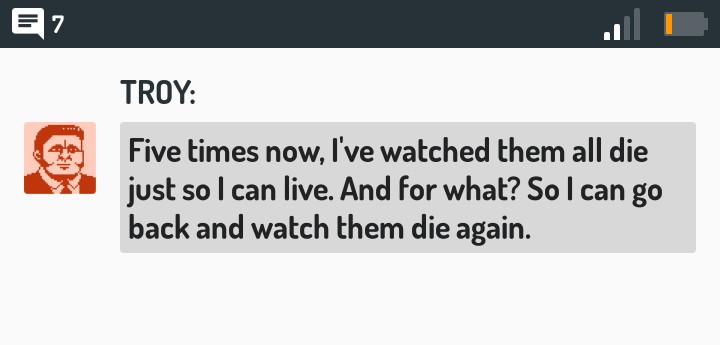 7
TROY:
Five times now, I've watched them all die
just so I can live. And for what? So I can go
back and watch them die again.